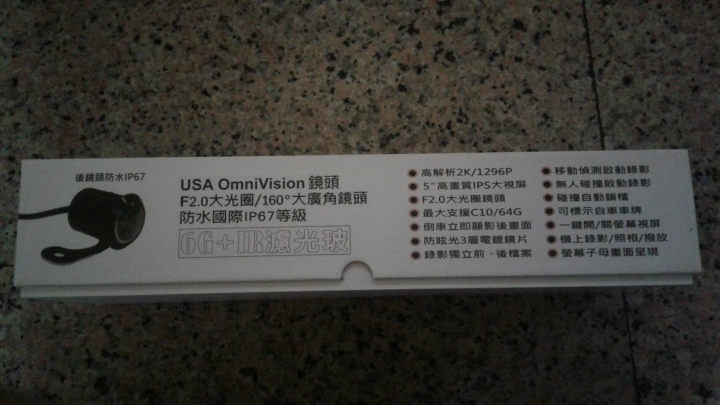 後鏡頭防水IP67
USA OmniVision 鏡頭
F2.0大光圈/160°大廣角鏡頭
防水國際IP67等級
6G+IR濾光玻
高解析2K/1296P
5"高畫質IPS大視屏
F2.0大光圈鏡頭
最大支援C10/64G
倒車立即顯影後畫面
防眩光3層電鍍鏡片
錄影獨立前、後檔案
移動偵測啟動錄影
無人碰撞啟動錄影
碰撞自動鎖檔
可標示自車車牌
一鍵開/關螢幕視屏
機上錄影/照相/撥放
螢幕子母畫面呈現